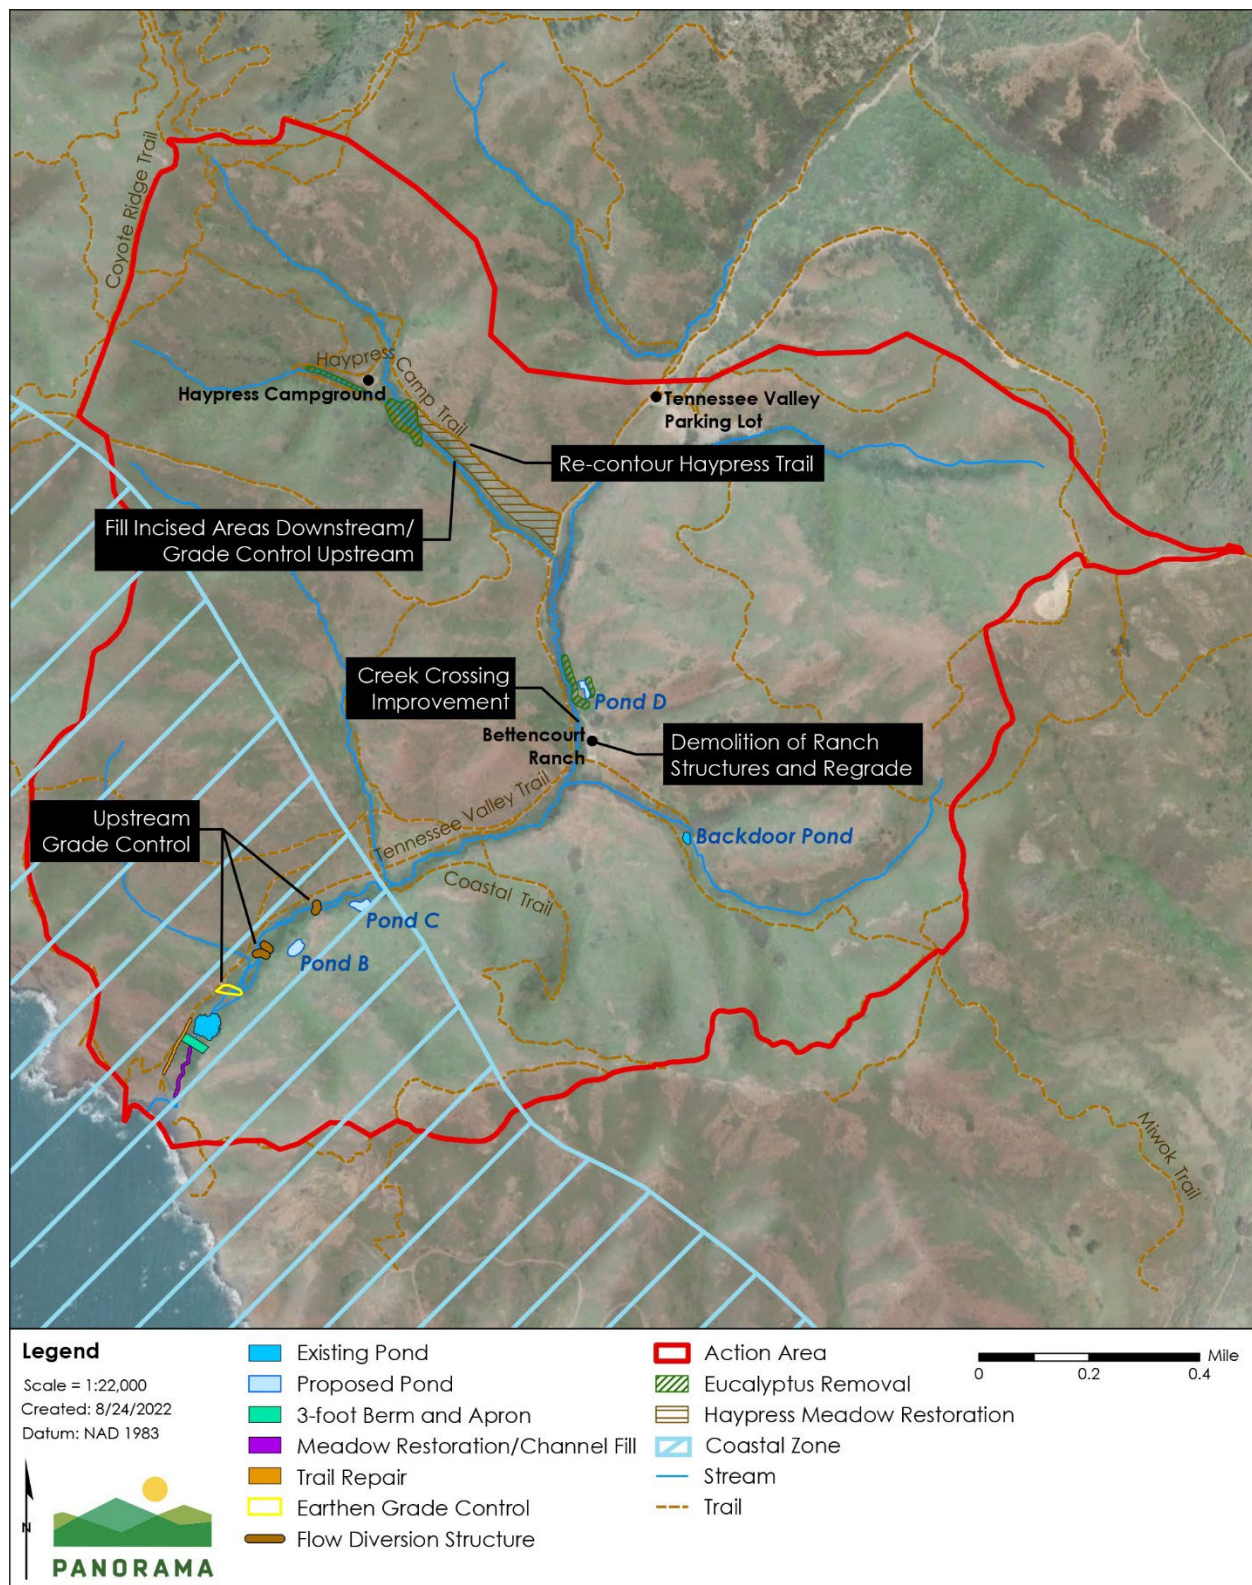 Coyote Ridge Trail
Haypress
Camp Trail
Haypress Campground
Tennessee Valley
Parking Lot
Re-contour Haypress Trail
Fill Incised Areas Downstream/
Grade Control Upstream
Creek Crossing
Improvement
Pond D
Bettencourt
Ranch
Demolition of Ranch
Structures and Regrade
Upstream
Grade Control
Tennessee Valley Trail
Backdoor Pond
Coastal Trail
Pond C
Pond B
Miwok Trail
Legend
Scale = 1:22,000
Created: 8/24/2022
Datum: NAD 1983
N
PANORAMA
Existing Pond
Proposed Pond
3-foot Berm and Apron
Meadow Restoration/Channel Fill
Trail Repair
Earthen Grade Control
Flow Diversion Structure
Action Area
Eucalyptus Removal
Haypress Meadow Restoration
Coastal Zone
Stream
Trail
Mile
0 0.2 0.4